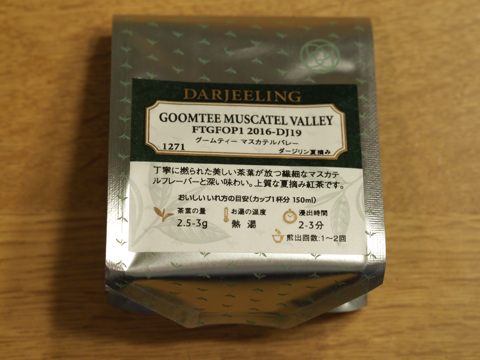 DARJEELING
GOOMTEE MUSCATEL VALLEY
FTGFOP1 2016-DJ19
グームティー マスカテルバレー
1271 ダージリン夏摘み
丁寧に撚られた美しい茶葉が放つ繊細なマスカテ
ルフレーバーと深い味わい。上質な夏摘み紅茶です。
おいしいいれ方の目安(カップ1杯分 150ml)
茶葉の量 お湯の温度 浸出時間
2.5-3g 熱湯 2-3分
煎出回数:1〜2回